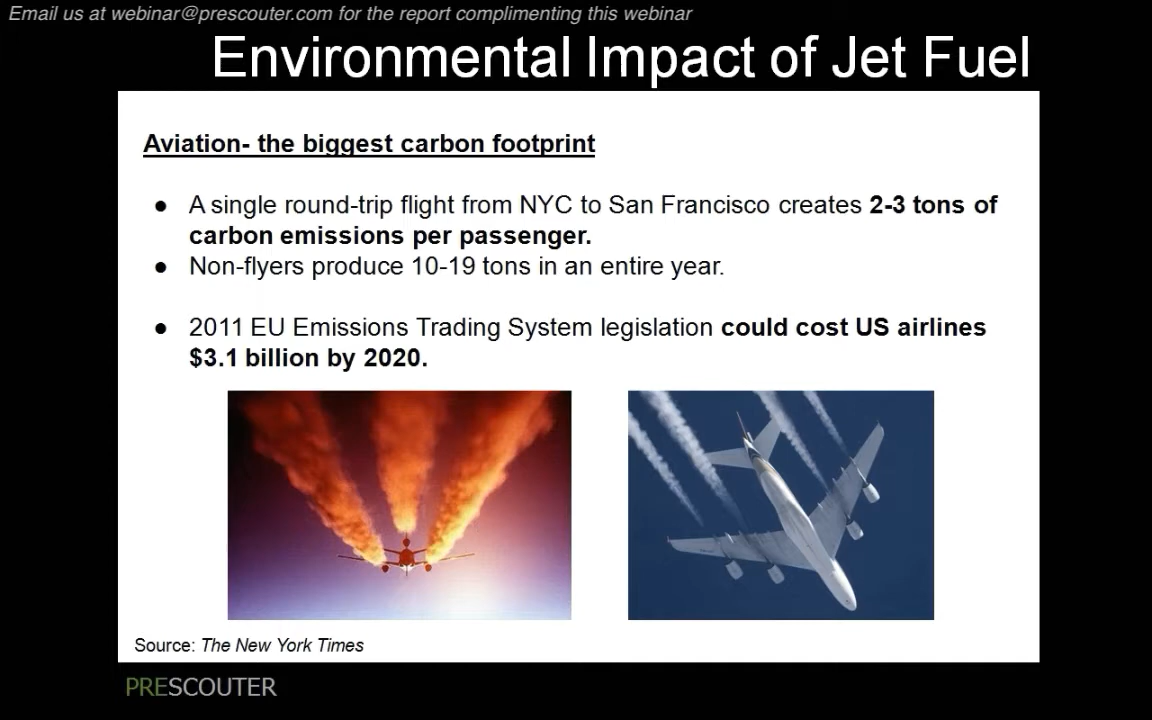 Email us at webinar@prescouter.com for the report complimenting this webinar
Environmental Impact of Jet Fuel
Aviation- the biggest carbon footprint
● A single round-trip flight from NYC to San Francisco creates 2-3 tons of
carbon emissions per passenger.
● Non-flyers produce 10-19 tons in an entire year.
● 2011 EU Emissions Trading System legislation could cost US airlines
$3.1 billion by 2020.
Source: The New York Times
PRESCOUTER